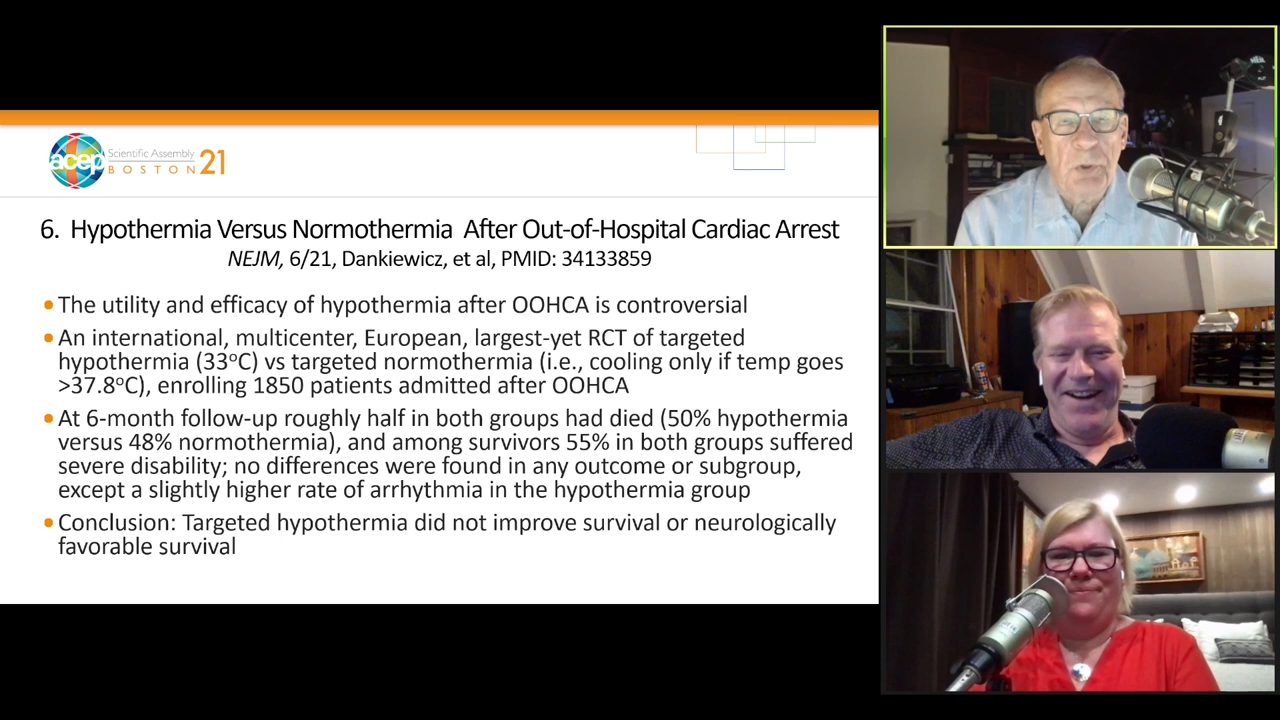 acep Scientific Assembly
BOSTON 21
6. Hypothermia Versus Normothermia After Out-of-Hospital Cardiac Arrest
NEJM, 6/21, Dankiewicz, et al, PMID: 34133859
• The utility and efficacy of hypothermia after OOHCA is controversial
• An international, multicenter, European, largest-yet RCT of targeted
hypothermia (33°C) vs targeted normothermia (i.e., cooling only if temp goes
>37.8°C), enrolling 1850 patients admitted after OOHCA
• At 6-month follow-up roughly half in both groups had died (50% hypothermia
versus 48% normothermia), and among survivors 55% in both groups suffered
severe disability; no differences were found in any outcome or subgroup,
except a slightly higher rate of arrhythmia in the hypothermia group
• Conclusion: Targeted hypothermia did not improve survival or neurologically
favorable survival